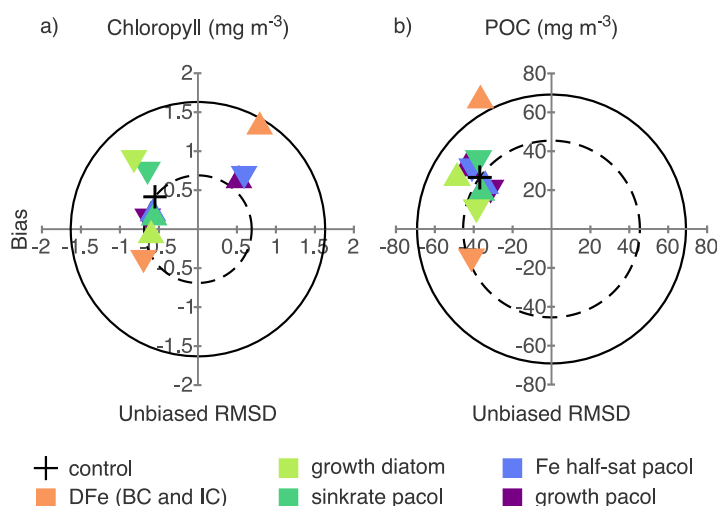 a) Chloropyll (mg m⁻³)
b) POC (mg m⁻³)
2
1.5
1
0.5
-0.5
-1
-1.5
-2
-2 -1.5 -1 -0.5 0.5 1 1.5 2
Bias
Unbiased RMSD
80
60
40
20
-20
-40
-60
-80
-80 -60 -40 -20 20 40 60 80
Unbiased RMSD
control
growth diatom
Fe half-sat pacol
DFe (BC and IC)
sinkrate pacol
growth pacol